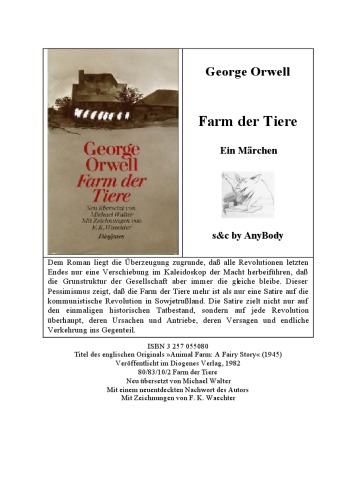 George
Orwell
Farm der
Tiere
Neu übersetzt von
Michael Walter
Mit Zeichnungen von
F. K. Waechter
Diogenes
George Orwell
Farm der Tiere
Ein Märchen
s&c by AnyBody
Dem Roman liegt die Überzeugung zugrunde, daß alle Revolutionen letzten
Endes nur eine Verschiebung im Kaleidoskop der Macht herbeiführen, daß
die Grunstruktur der Gesellschaft aber immer die gleiche bleibe. Dieser
Pessimismus zeigt, daß die Farm der Tiere mehr ist als nur eine Satire auf die
kommunistische Revolution in Sowjetrußland. Die Satire zielt nicht nur auf
den einmaligen historischen Tatbestand, sondern auf jede Revolution
überhaupt, deren Ursachen und Antriebe, deren Versagen und endliche
Verkehrung ins Gegenteil.
ISBN 3 257 055080
Titel des englischen Originals »Animal Farm: A Fairy Story« (1945)
Veröffentlicht im Diogenes Verlag, 1982
80/83/10/2 Farm der Tiere
Neu übersetzt von Michael Walter
Mit einem neuentdeckten Nachwort des Autors
Mit Zeichnungen von F. K. Waechter